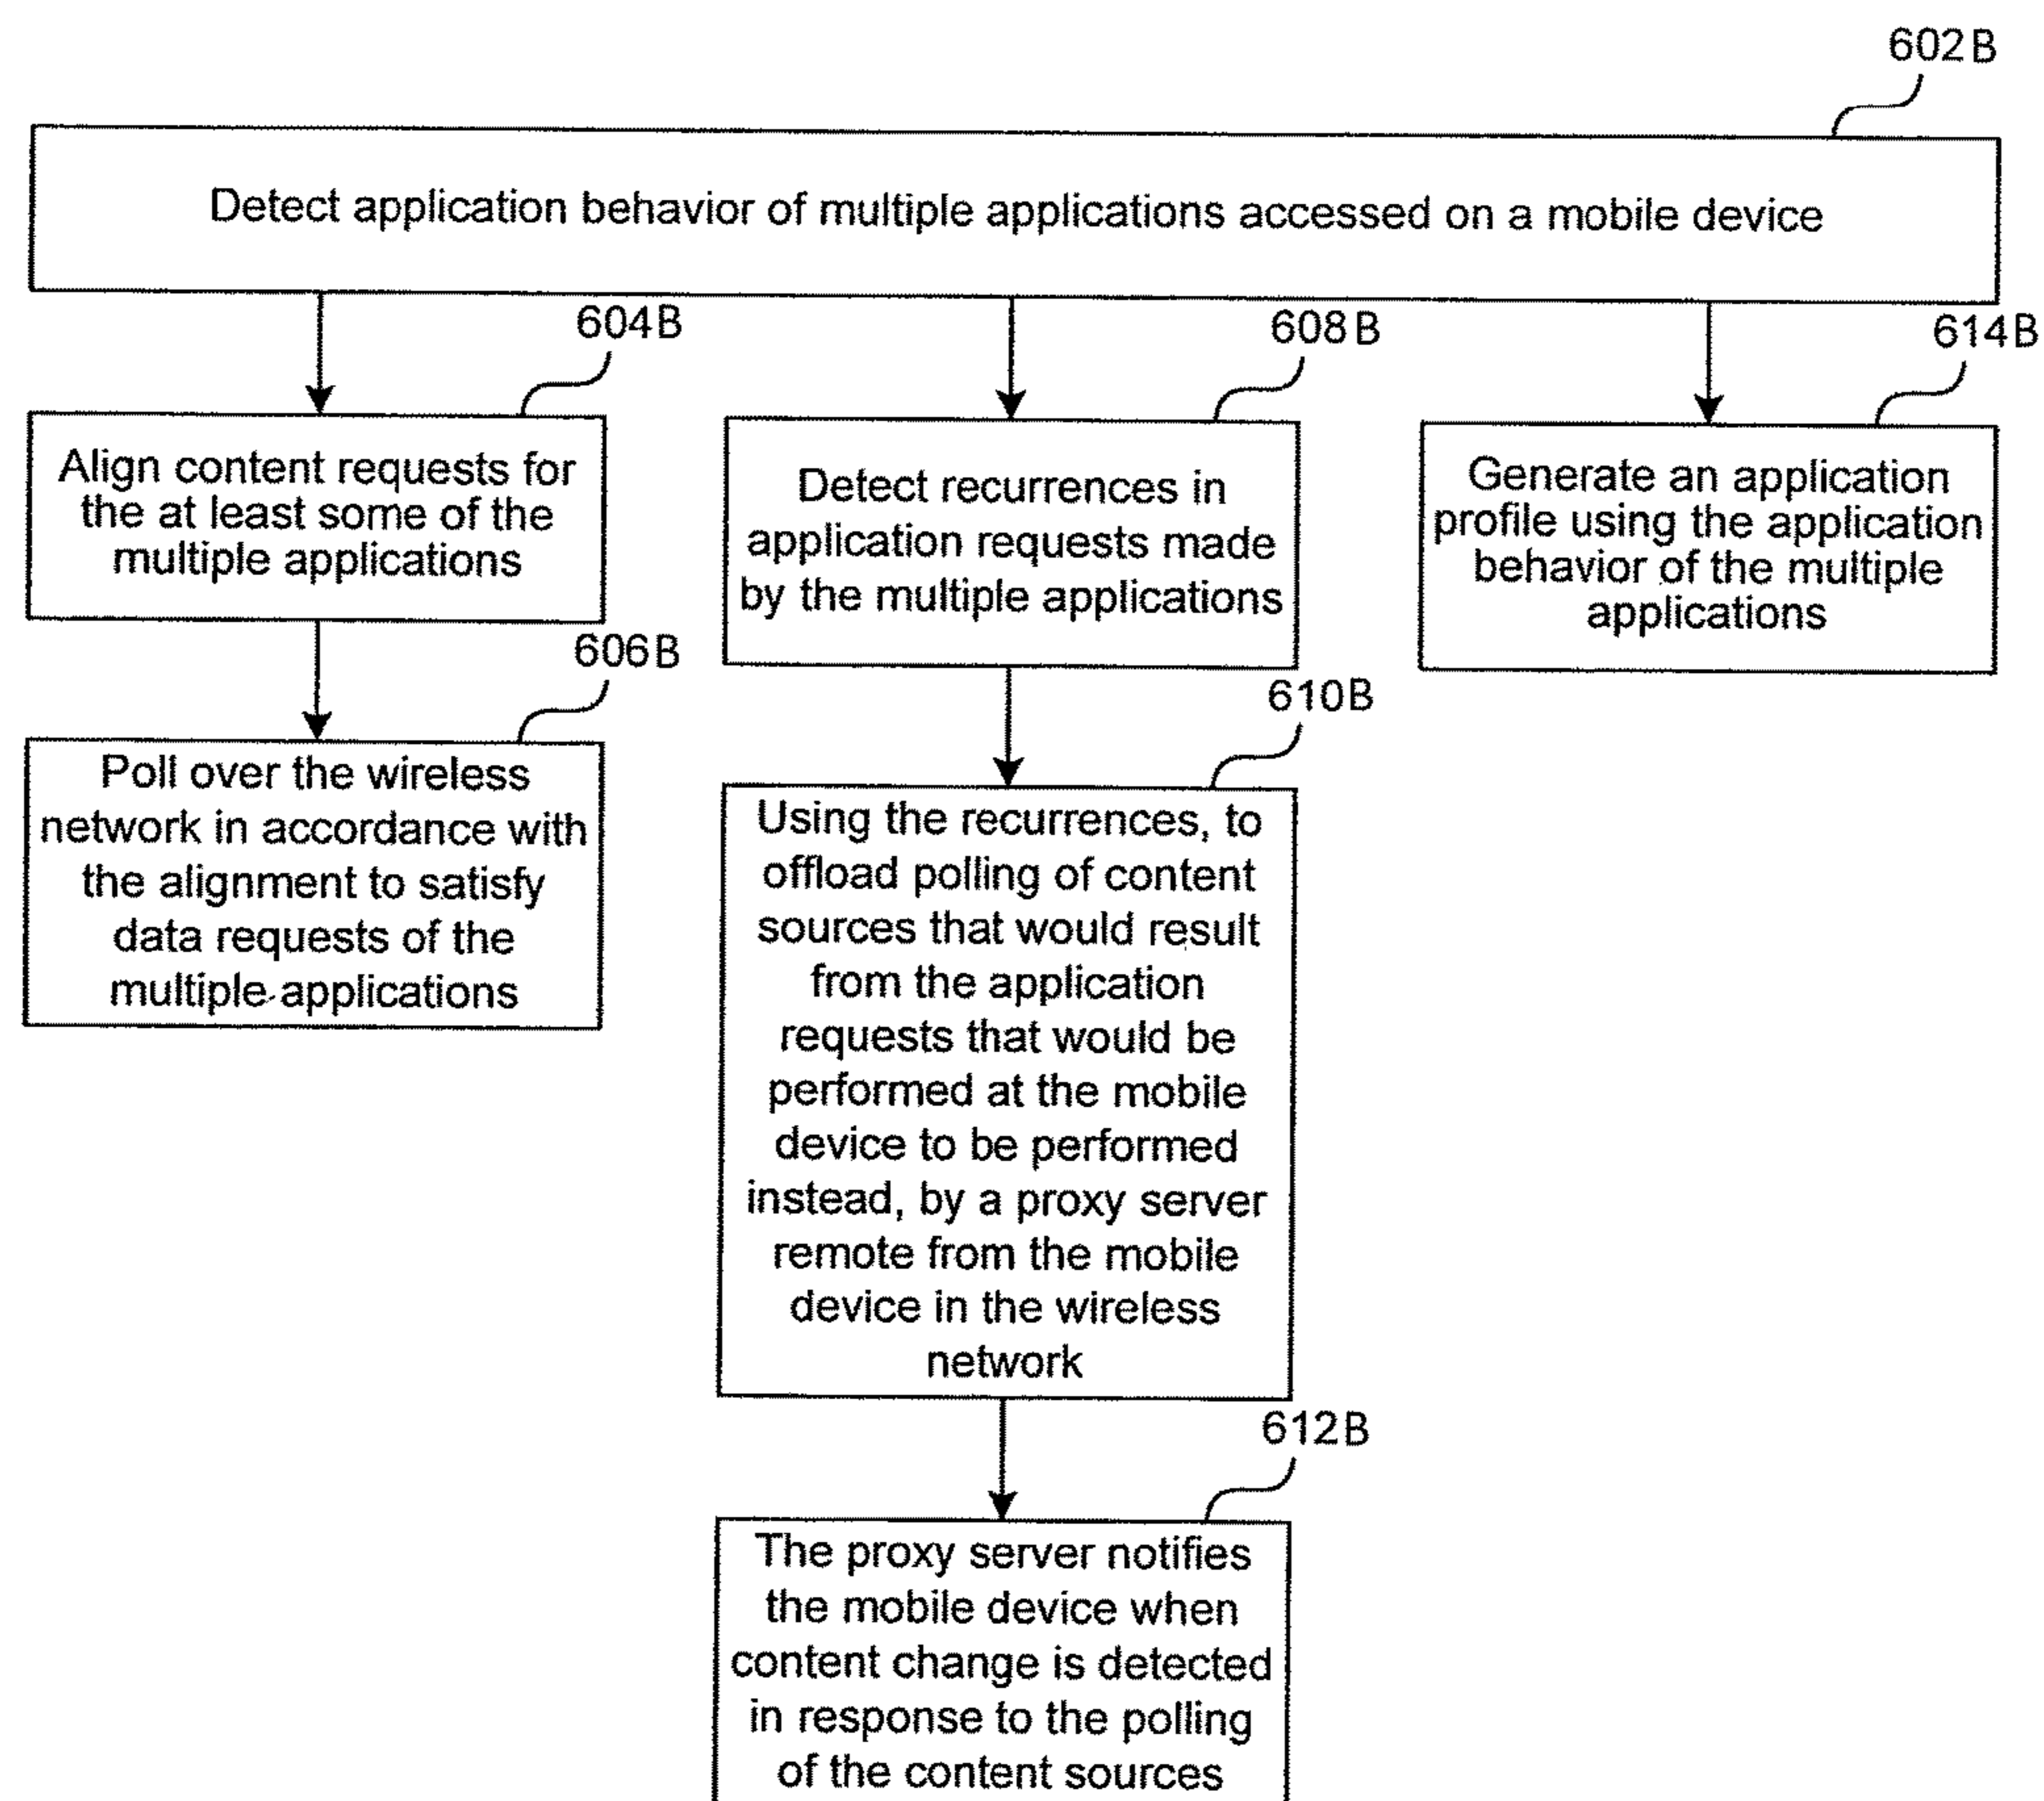 602B
Detect application behavior of multiple applications accessed on a mobile device
604B
Align content requests for
the at least some of the
multiple applications
606B
Poll over the wireless
network in accordance with
the alignment to satisfy
data requests of the
multiple applications
608B
Detect recurrences in
application requests made
by the multiple applications
610B
Using the recurrences, to
offload polling of content
sources that would result
from the application
requests that would be
performed at the mobile
device to be performed
instead, by a proxy server
remote from the mobile
device in the wireless
network
612B
The proxy server notifies
the mobile device when
content change is detected
in response to the polling
of the content sources
614B
Generate an application
profile using the application
behavior of the multiple
applications